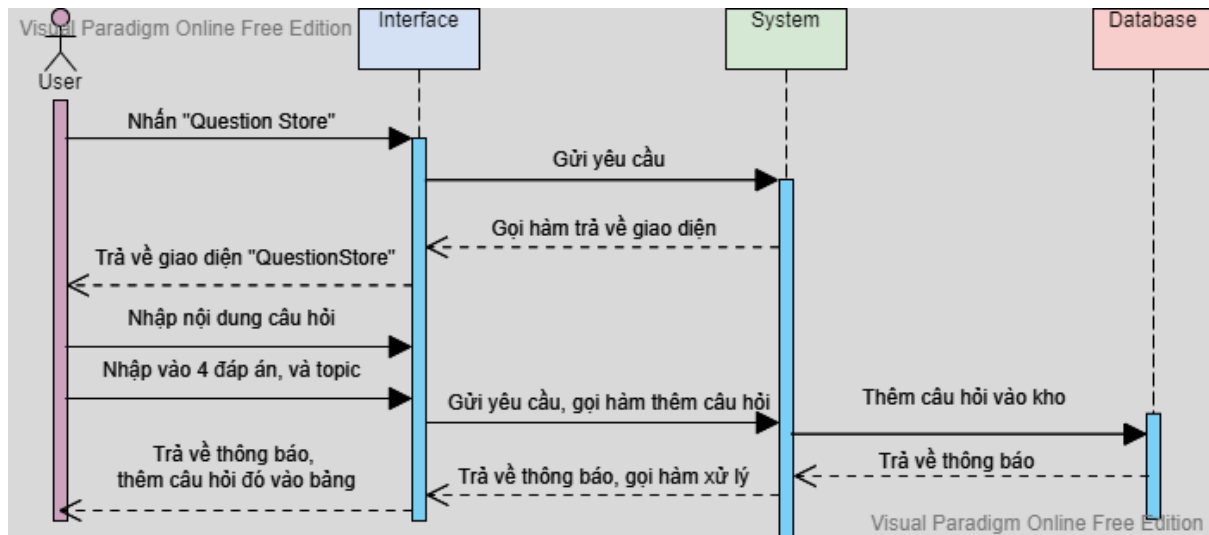 Visual Paradigm Online Free Edition
Interface
System
Database
User
Nhấn "Question Store"
Gửi yêu cầu
Gọi hàm trả về giao diện
Trả về giao diện "QuestionStore"
Nhập nội dung câu hỏi
Nhập vào 4 đáp án, và topic
Gửi yêu cầu, gọi hàm thêm câu hỏi
Thêm câu hỏi vào kho
Trả về thông báo,
thêm câu hỏi đó vào bảng
Trả về thông báo, gọi hàm xử lý
Trả về thông báo
Visual Paradigm Online Free Edition